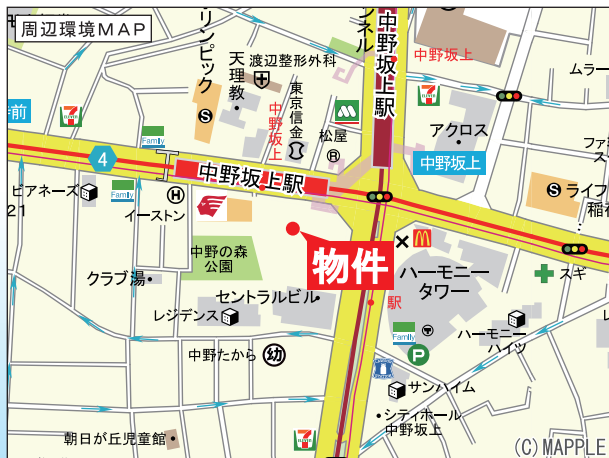 周辺環境MAP
リンピック
天理教
渡辺整形外科
中野坂上
東京信金
松屋
中野坂上駅
中野坂上
アクロス
中野坂上
ムラー
ライフ
稲荷
スギ
4
中野坂上駅
ピアネーズ
21
イーストン
中野の森
公園
物件
ハーモニー
タワー
クラブ湯
レジデンス
セントラルビル
駅
ハーモニー
ハイツ
中野たから
幼
サンハイム
シティホール
中野坂上
朝日が丘児童館
Family
Family
Family
P
(C)MAPPLE